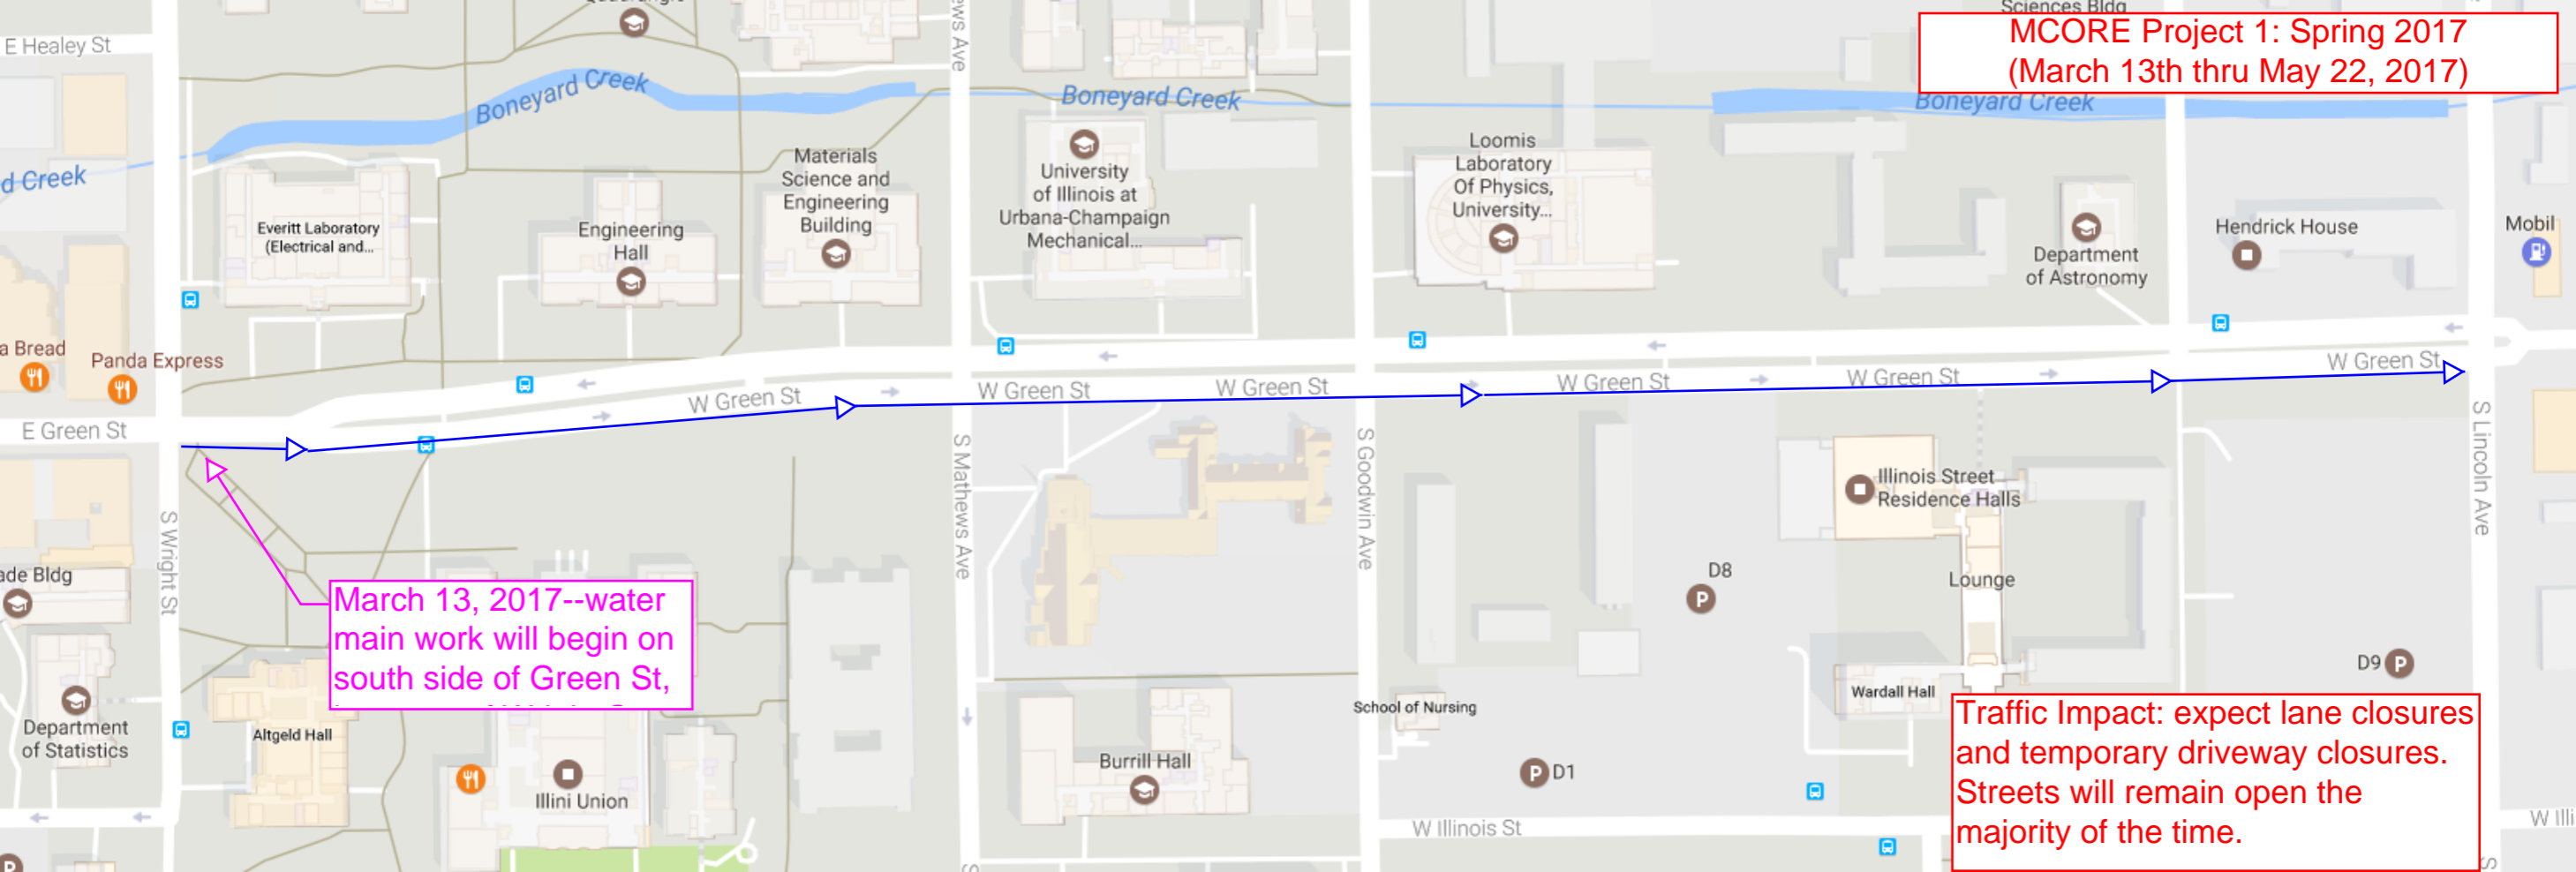 Sciences Bldg
MCORE Project 1: Spring 2017
(March 13th thru May 22, 2017)
E Healey St
Boneyard Creek
Boneyard Creek
Boneyard Creek
d Creek
Everitt Laboratory
(Electrical and...
Engineering
Hall
Materials
Science and
Engineering
Building
University
of Illinois at
Urbana-Champaign
Mechanical...
Loomis
Laboratory
Of Physics,
University...
Department
of Astronomy
Hendrick House
Mobil
a Bread
Panda Express
E Green St
W Green St
W Green St
W Green St
W Green St
W Green St
W Green St
ews Ave
S Wright St
S Mathews Ave
S Goodwin Ave
S Lincoln Ave
Illinois Street
Residence Halls
Lounge
D8
P
D9 P
ade Bldg
March 13, 2017--water
main work will begin on
south side of Green St,
Department
of Statistics
Altgeld Hall
Illini Union
Burrill Hall
School of Nursing
P D1
Wardall Hall
W Illinois St
W Illi
Traffic Impact: expect lane closures
and temporary driveway closures.
Streets will remain open the
majority of the time.
P
S
S